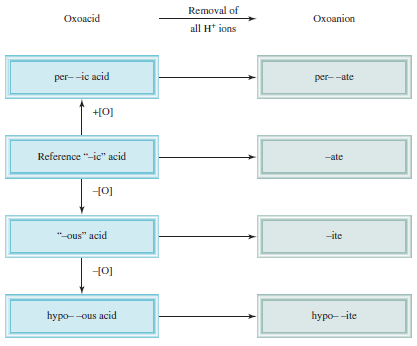 Oxoacid
Removal of
all H⁺ ions
Oxoanion
per– –ic acid
per– –ate
+[O]
Reference “–ic” acid
–ate
–[O]
“–ous” acid
–ite
–[O]
hypo– –ous acid
hypo– –ite